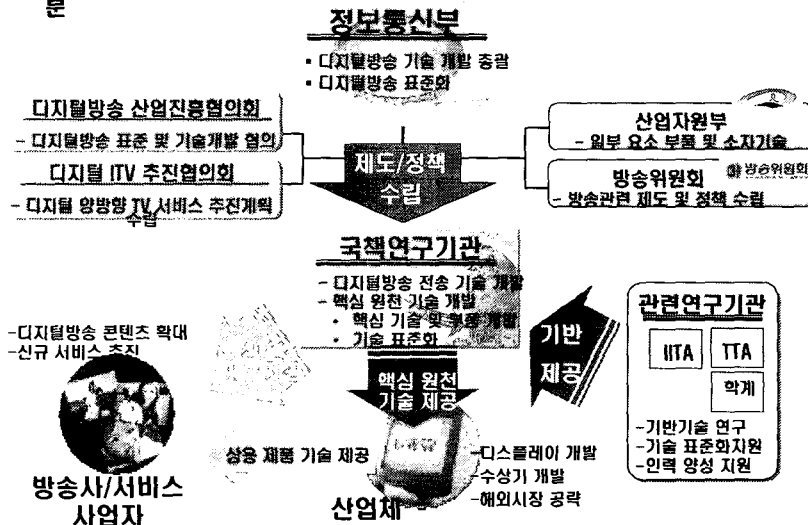 분
정보통신부
▪ 디지털방송 기술 개발 총괄
▪ 디지털방송 표준화
디지털방송 산업진흥협의회
- 디지털방송 표준 및 기술개발 협의
디지털 ITV 추진협의회
- 디지털 양방향 TV 서비스 추진계획
수립
제도/정책
수립
산업자원부
- 일부 요소 부품 및 소자기술
방송위원회
방송위원회
- 방송관련 제도 및 정책 수립
국책연구기관
- 디지털방송 전송 기술 개발
- 핵심 원천 기술 개발
• 핵심 기술 및 부품 개발
• 기술 표준화
핵심 원천
기술 제공
기반
제공
관련연구기관
IITA
TTA
학계
-기반기술 연구
-기술 표준화지원
-인력 양성 지원
-디지털방송 콘텐츠 확대
-신규 서비스 추진
방송사/서비스
사업자
상용 제품 기술 제공
산업체
-디스플레이 개발
-수상기 개발
-해외시장 공략